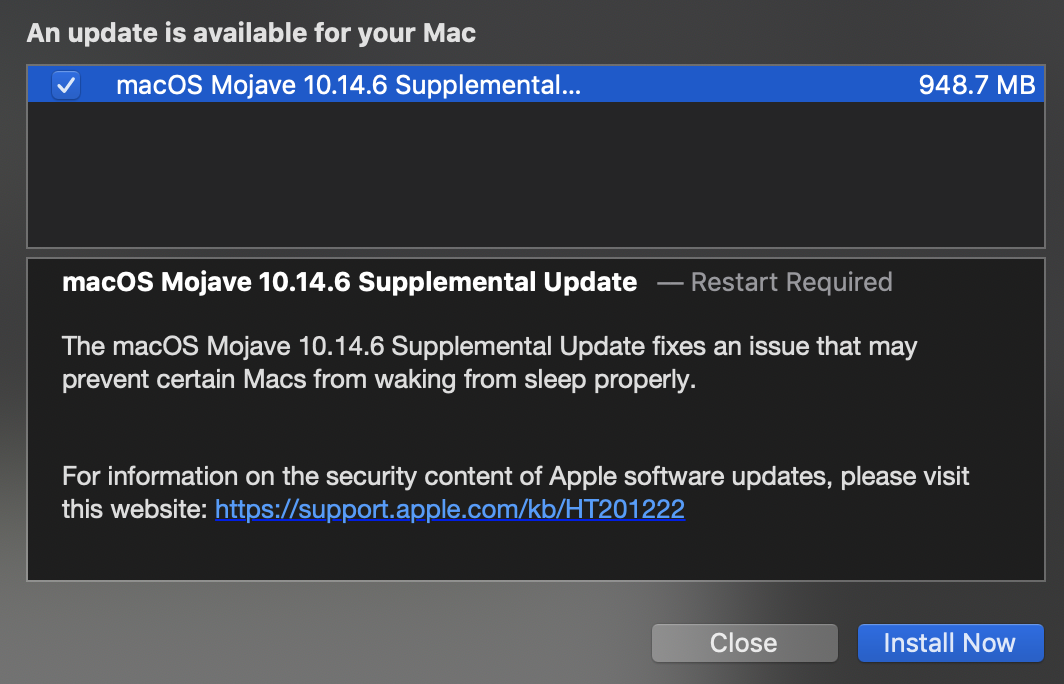 An update is available for your Mac
macOS Mojave 10.14.6 Supplemental... 948.7 MB
macOS Mojave 10.14.6 Supplemental Update — Restart Required
The macOS Mojave 10.14.6 Supplemental Update fixes an issue that may
prevent certain Macs from waking from sleep properly.
For information on the security content of Apple software updates, please visit
this website: https://support.apple.com/kb/HT201222
Close Install Now